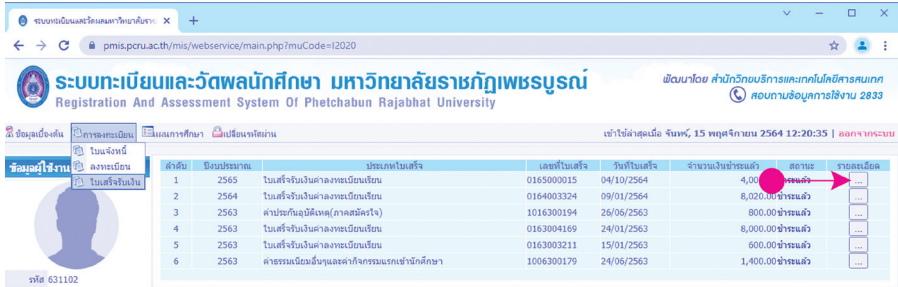 ระบบทะเบียนและวัดผลมหาวิทยาลัยราช
pmis.pcru.ac.th/mis/webservice/main.php?muCode=I2020
ระบบทะเบียนและวัดผลนักศึกษา มหาวิทยาลัยราชภัฏเพชรบูรณ์
Registration And Assessment System Of Phetchabun Rajabhat University
พัฒนาโดย สำนักวิทยบริการและเทคโนโลยีสารสนเทศ
สอบถามข้อมูลการใช้งาน 2833
ข้อมูลเบื้องต้น การลงทะเบียน แผนการศึกษา เปลี่ยนรหัสผ่าน เข้าใช้ล่าสุดเมื่อ จันทร์, 15 พฤศจิกายน 2564 12:20:35 | ออกจากระบบ
ใบแจ้งหนี้
ลงทะเบียน
ใบเสร็จรับเงิน
ข้อมูลผู้ใช้งาน
รหัส 631102
ลำดับ ปีงบประมาณ ประเภทใบเสร็จ เลขที่ใบเสร็จ วันที่ใบเสร็จ จำนวนเงินชำระแล้ว สถานะ รายละเอียด
1 2565 ใบเสร็จรับเงินค่าลงทะเบียนเรียน 0165000015 04/10/2564 4,00 ชำระแล้ว ...
2 2564 ใบเสร็จรับเงินค่าลงทะเบียนเรียน 0164003324 09/01/2564 8,020.00 ชำระแล้ว ...
3 2563 ค่าประกันอุบัติเหตุ(ภาคสมัครใจ) 1016300194 26/06/2563 800.00 ชำระแล้ว ...
4 2563 ใบเสร็จรับเงินค่าลงทะเบียนเรียน 0163004169 24/01/2563 8,000.00 ชำระแล้ว ...
5 2563 ใบเสร็จรับเงินค่าลงทะเบียนเรียน 0163003211 15/01/2563 600.00 ชำระแล้ว ...
6 2563 ค่าธรรมเนียมอื่นๆและค่ากิจกรรมแรกเข้านักศึกษา 1006300179 24/06/2563 1,400.00 ชำระแล้ว ...